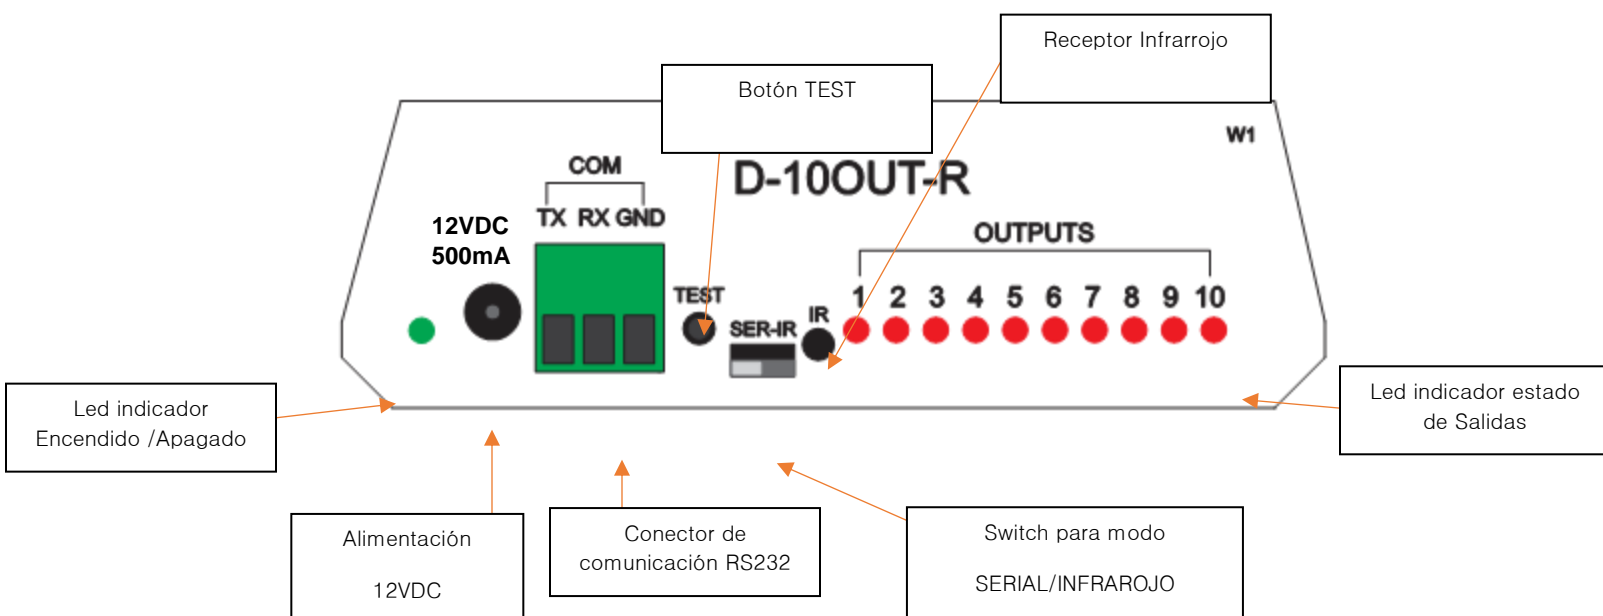 Receptor Infrarrojo
Botón TEST
W1
D-10OUT-R
COM
TX RX GND
12VDC
500mA
OUTPUTS
TEST
SER-IR
IR
1 2 3 4 5 6 7 8 9 10
Led indicador
Encendido /Apagado
Led indicador estado
de Salidas
Alimentación
12VDC
Conector de
comunicación RS232
Switch para modo
SERIAL/INFRAROJO